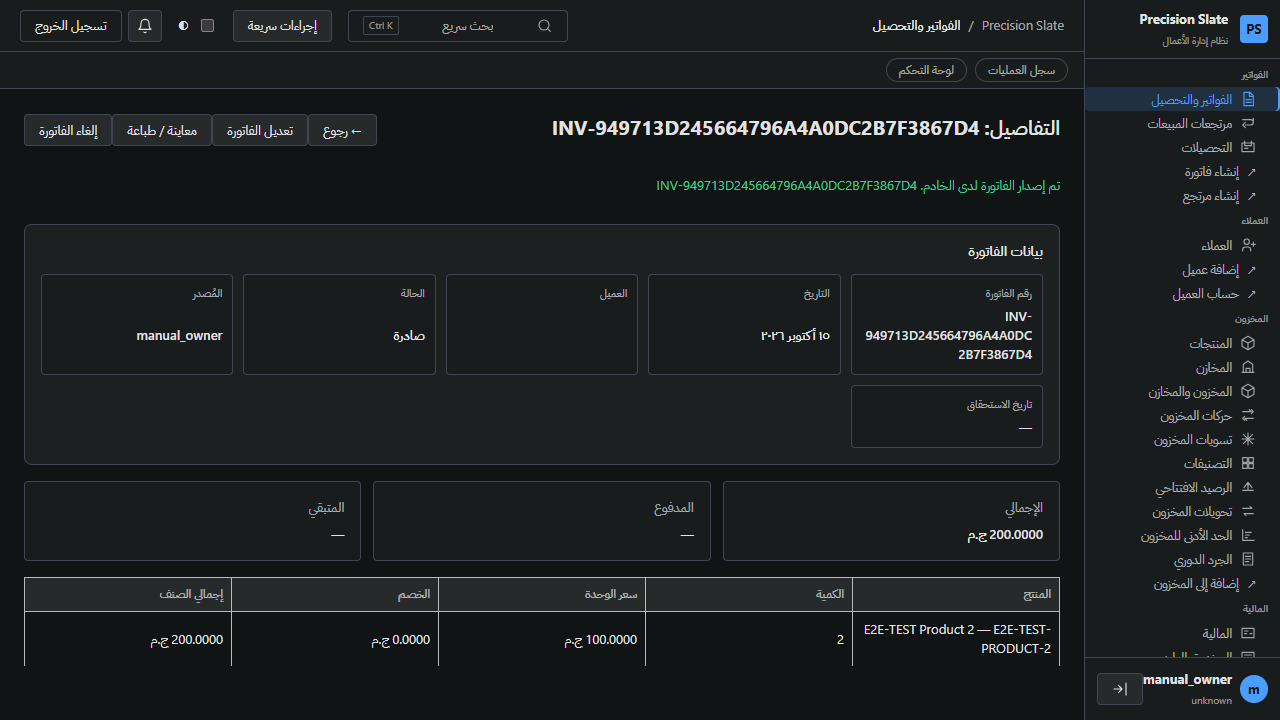 PS
Precision Slate
نظام إدارة الأعمال
الفواتير
الفواتير والتحصيل
مرتجعات المبيعات
التحصيلات
إنشاء فاتورة
إنشاء مرتجع
العملاء
العملاء
إضافة عميل
حساب العميل
المخزون
المنتجات
المخازن
المخزون والمخازن
حركات المخزون
تسويات المخزون
التصنيفات
الرصيد الافتتاحي
تحويلات المخزون
الحد الأدنى للمخزون
الجرد الدوري
إضافة إلى المخزون
المالية
المالية
m
manual_owner
unknown
Precision Slate / الفواتير والتحصيل
بحث سريع
Ctrl K
إجراءات سريعة
تسجيل الخروج
سجل العمليات
لوحة التحكم
التفاصيل: INV-949713D245664796A4A0DC2B7F3867D4
← رجوع
تعديل الفاتورة
معاينة / طباعة
إلغاء الفاتورة
تم إصدار الفاتورة لدى الخادم. INV-949713D245664796A4A0DC2B7F3867D4
بيانات الفاتورة
رقم الفاتورة
INV-
949713D245664796A4A0DC
2B7F3867D4
التاريخ
١٥ أكتوبر ٢٠٢٦
العميل
الحالة
صادرة
المُصدر
manual_owner
تاريخ الاستحقاق
—
الإجمالي
200.0000 ج.م
المدفوع
—
المتبقي
—
المنتج الكمية سعر الوحدة الخصم إجمالي الصنف
E2E-TEST Product 2 — E2E-TEST-
PRODUCT-2
2
100.0000 ج.م
0.0000 ج.م
200.0000 ج.م